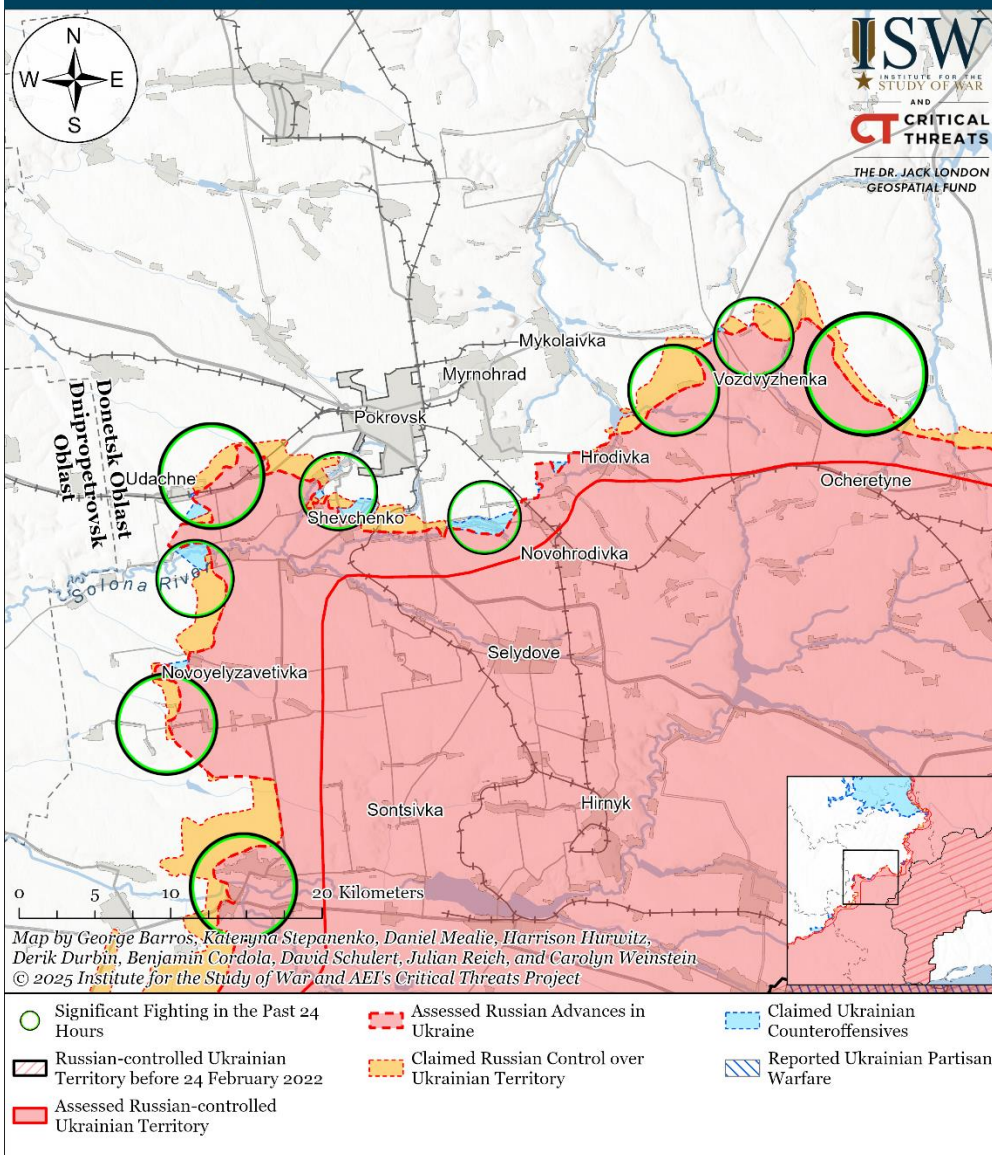 N
W E
S
ISW
INSTITUTE FOR THE
STUDY OF WAR
AND
CT CRITICAL
THREATS
THE DR. JACK LONDON
GEOSPATIAL FUND
Mykolaivka
Myrnohrad
Vozdvyzhenka
Pokrovsk
Donetsk Oblast
Dnipropetrovsk
Oblast
Udachne
Hrodivka
Ocheretyne
Shevchenko
Novohrodivka
Solona River
Selydove
Novoyelyzavetivka
Sontsivka
Hirnyk
0 5 10 20 Kilometers
Map by George Barros, Kateryna Stepanenko, Daniel Mealie, Harrison Hurwitz,
Derik Durbin, Benjamin Cordola, David Schulert, Julian Reich, and Carolyn Weinstein
© 2025 Institute for the Study of War and AEI's Critical Threats Project
Significant Fighting in the Past 24
Hours
Russian-controlled Ukrainian
Territory before 24 February 2022
Assessed Russian-controlled
Ukrainian Territory
Assessed Russian Advances in
Ukraine
Claimed Russian Control over
Ukrainian Territory
Claimed Ukrainian
Counteroffensives
Reported Ukrainian Partisan
Warfare